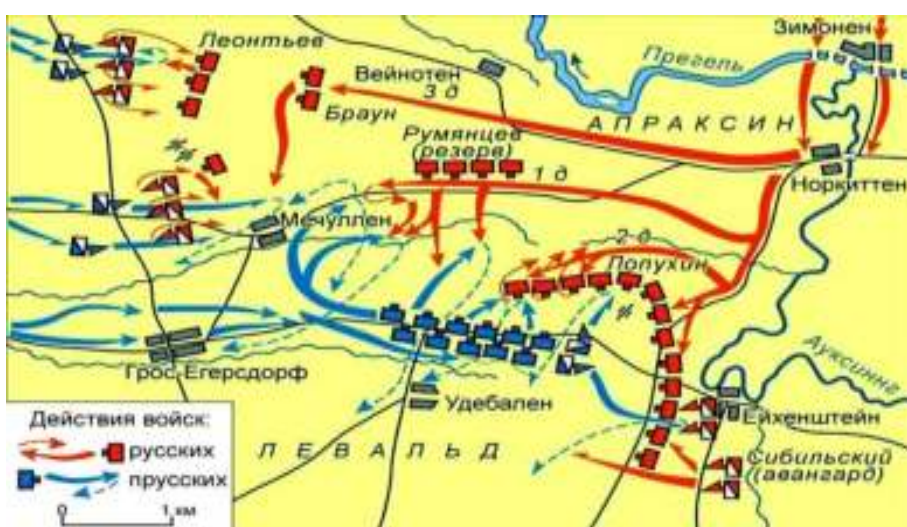 Леонтьев
Зимонен
Прегель
Вейнотен
3 д
Браун
АПРАКСИН
Румянцев
(резерв)
1 д
Норкиттен
Мечуллен
2 д
Лопухин
Грос Егерсдорф
Ауксиннг
Удебален
Ейхенштейн
ЛЕВАЛЬД
Сибильский
(авангард)
Действия войск:
русских
прусских
0 1 км